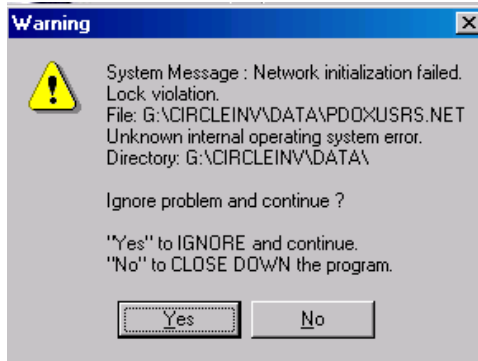 Warning
System Message : Network initialization failed.
Lock violation.
File: G:\CIRCLEINV\DATA\PDOXUSRS.NET
Unknown internal operating system error.
Directory: G:\CIRCLEINV\DATA\
Ignore problem and continue ?
"Yes" to IGNORE and continue.
"No" to CLOSE DOWN the program.
Yes No